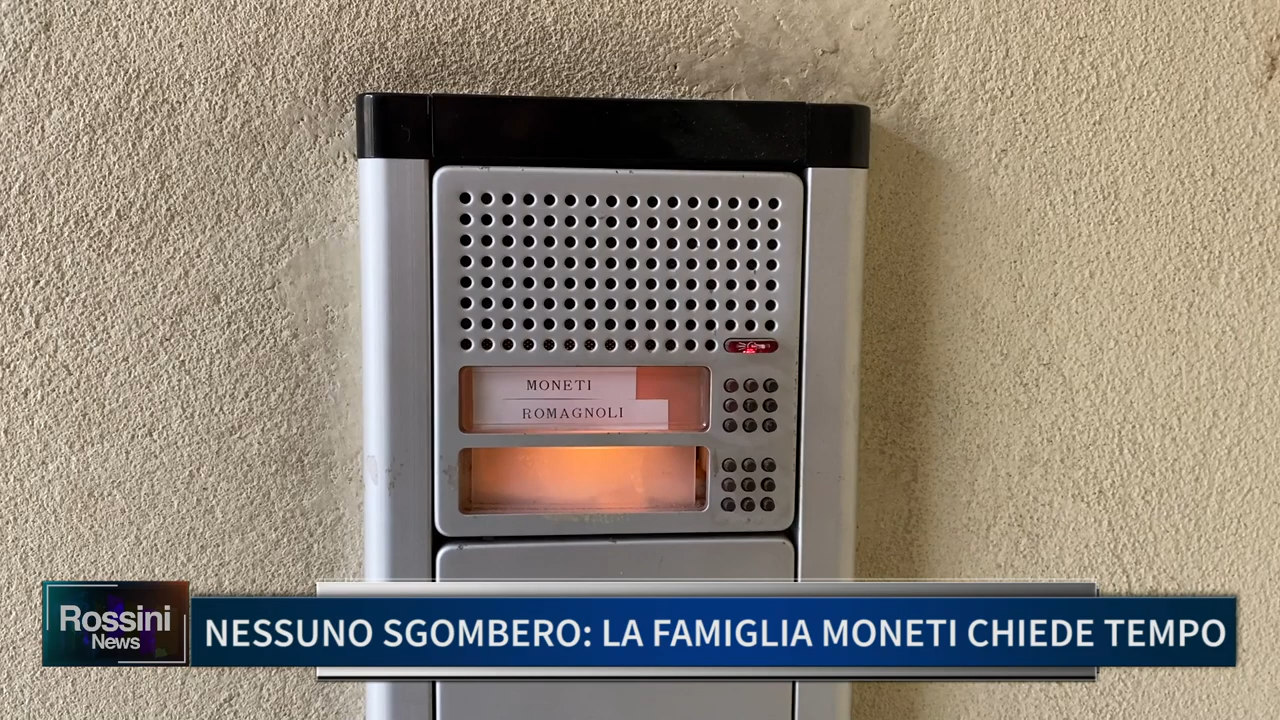 MONETI
ROMAGNOLI
Rossini
News
NESSUNO SGOMBERO: LA FAMIGLIA MONETI CHIEDE TEMPO